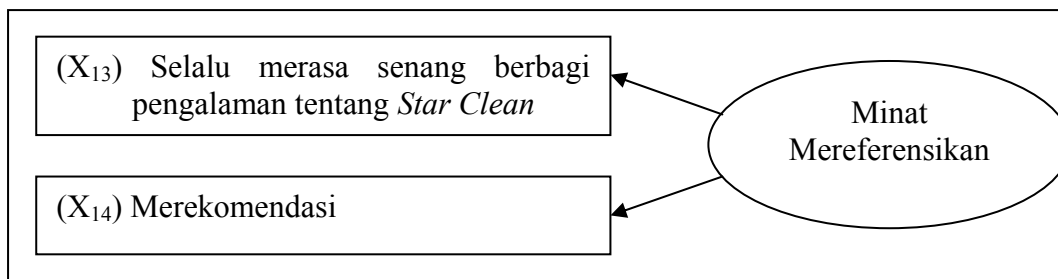 (X₁₃) Selalu merasa senang berbagi
pengalaman tentang Star Clean
(X₁₄) Merekomendasi
Minat
Mereferensikan